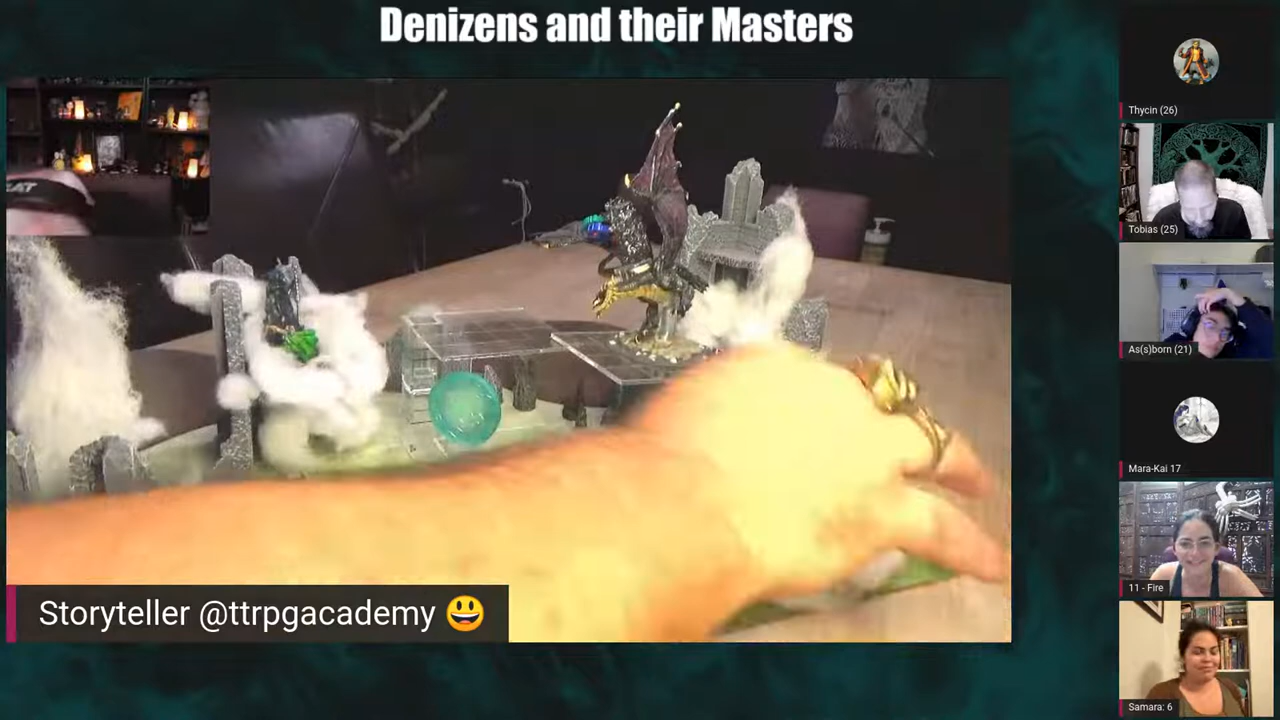 Denizens and their Masters
Thycin (26)
Tobias (25)
As(s)born (21)
Mara-Kai 17
11 - Fire
Samara: 6
Storyteller @ttrpgacademy 😃